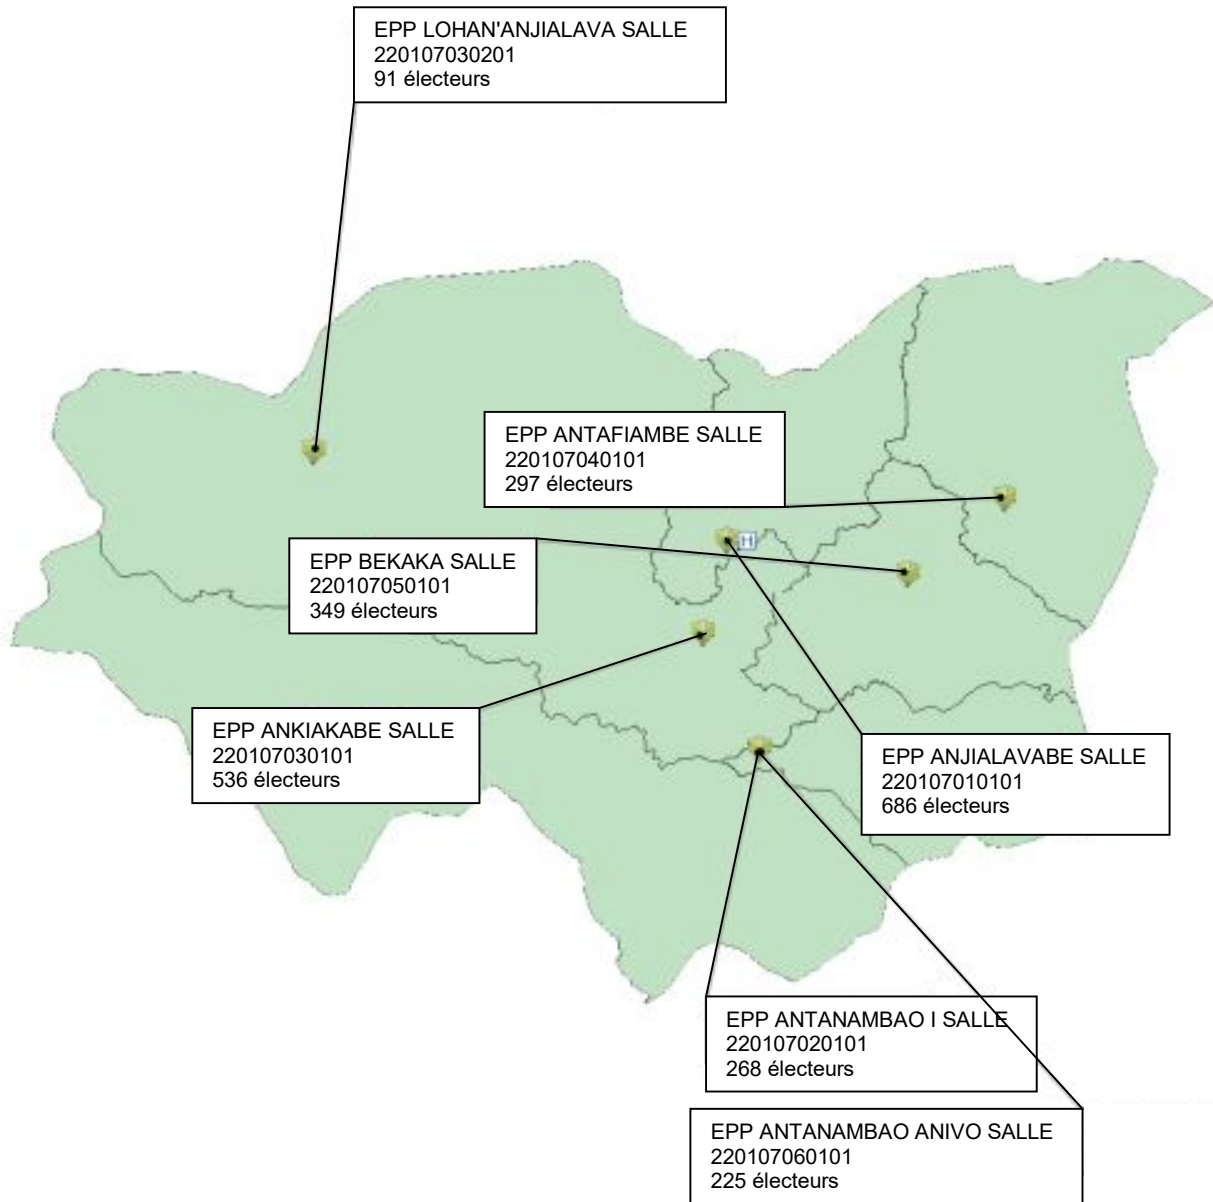 EPP LOHAN'ANJIALAVA SALLE
220107030201
91 électeurs
EPP ANTAFIAMBE SALLE
220107040101
297 électeurs
H
EPP BEKAKA SALLE
220107050101
349 électeurs
EPP ANKIAKABE SALLE
220107030101
536 électeurs
EPP ANJIALAVABE SALLE
220107010101
686 électeurs
EPP ANTANAMBAO I SALLE
220107020101
268 électeurs
EPP ANTANAMBAO ANIVO SALLE
220107060101
225 électeurs